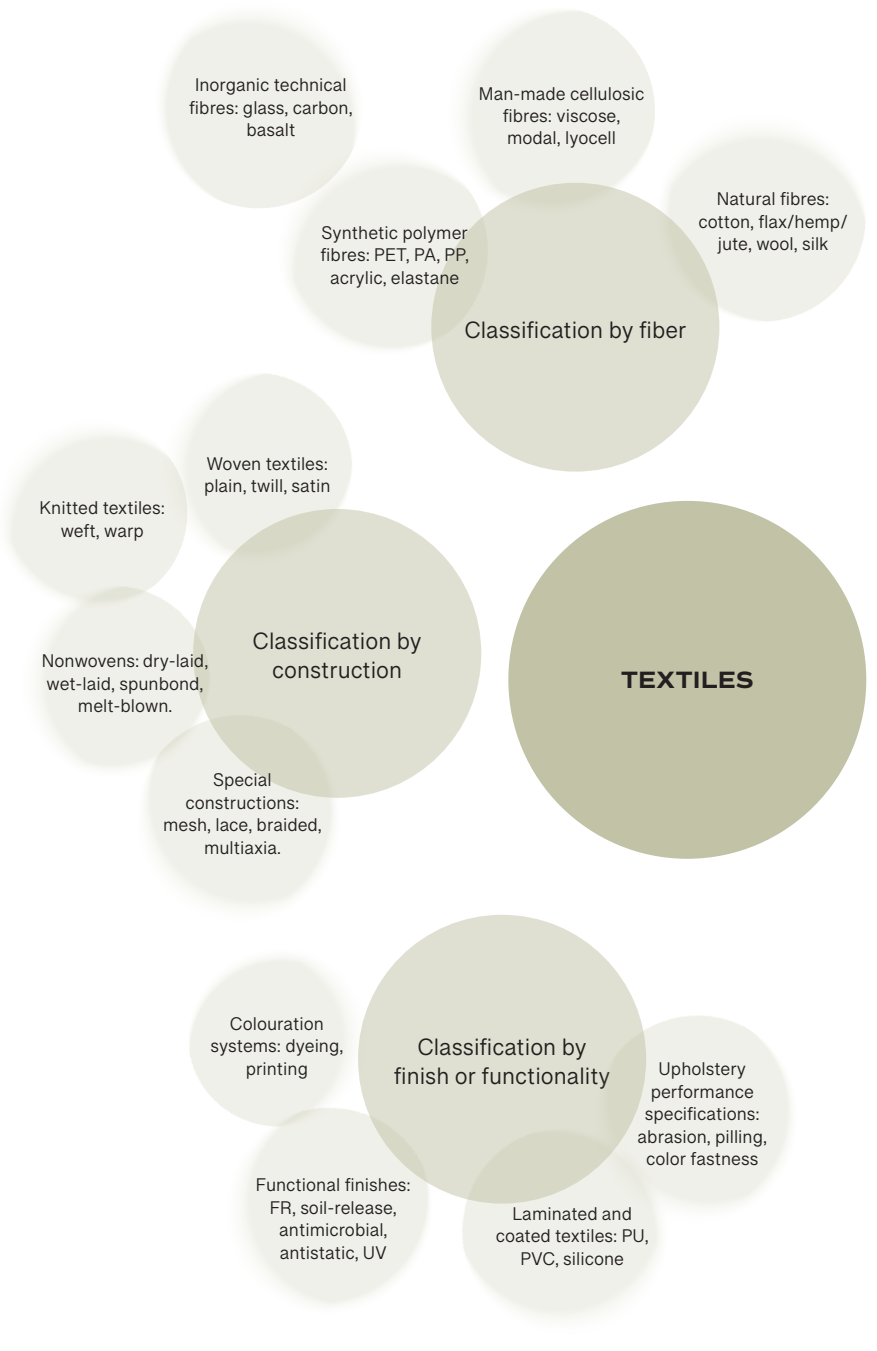 Inorganic technical
fibres: glass, carbon,
basalt
Man-made cellulosic
fibres: viscose,
modal, lyocell
Natural fibres:
cotton, flax/hemp/
jute, wool, silk
Synthetic polymer
fibres: PET, PA, PP,
acrylic, elastane
Classification by fiber
Woven textiles:
plain, twill, satin
Knitted textiles:
weft, warp
Classification by
construction
Nonwovens: dry-laid,
wet-laid, spunbond,
melt-blown.
TEXTILES
Special
constructions:
mesh, lace, braided,
multiaxia.
Colouration
systems: dyeing,
printing
Classification by
finish or functionality
Upholstery
performance
specifications:
abrasion, pilling,
color fastness
Functional finishes:
FR, soil-release,
antimicrobial,
antistatic, UV
Laminated and
coated textiles: PU,
PVC, silicone